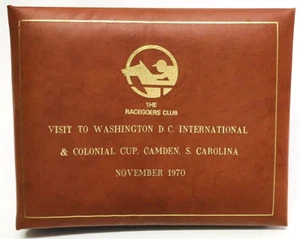 THE
RACEGOERS CLUB
VISIT TO WASHINGTON D.C. INTERNATIONAL
& COLONIAL CUP, CAMDEN, S. CAROLINA
NOVEMBER 1970